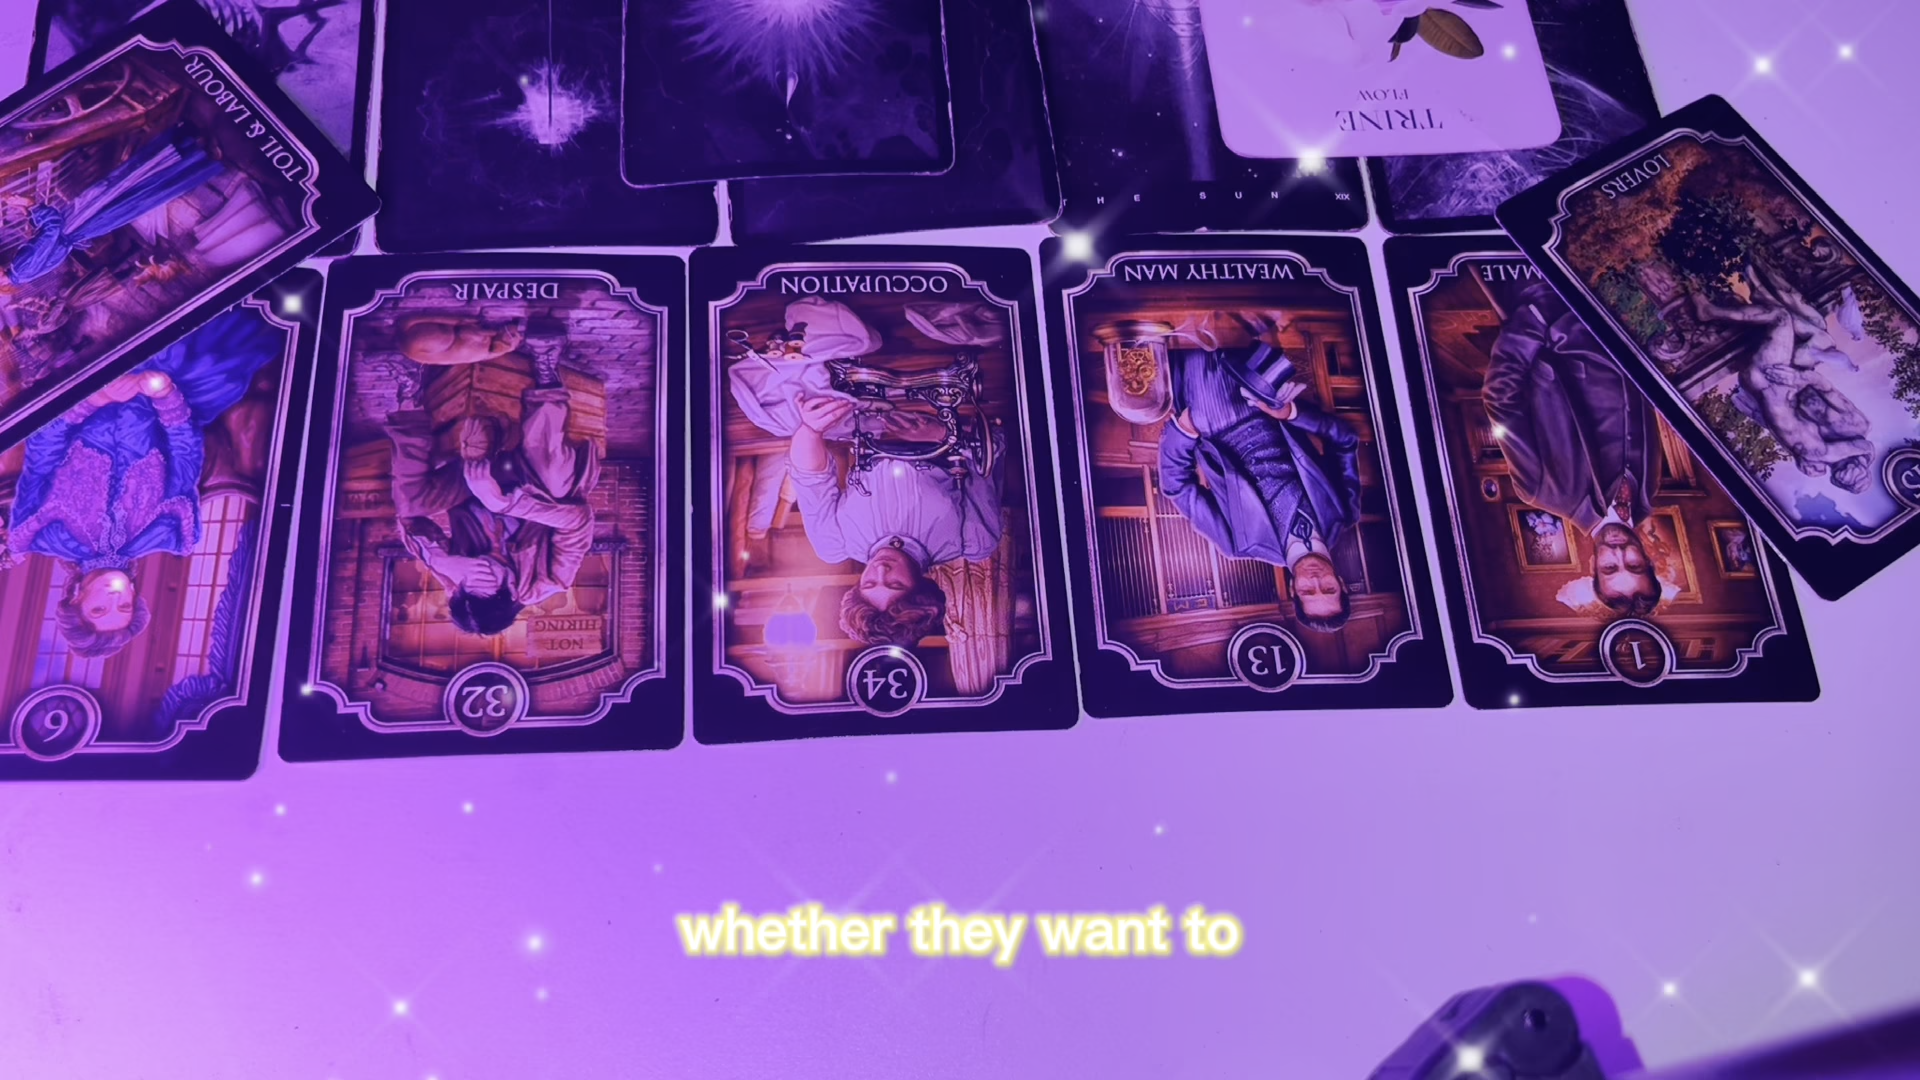 TOIL & LABOUR
TRINE
FLOW
THE SUN XIX
LOVERS
DESPAIR
OCCUPATION
WEALTHY MAN
MALE
NOT
HIRING
6
32
34
13
1
whether they want to